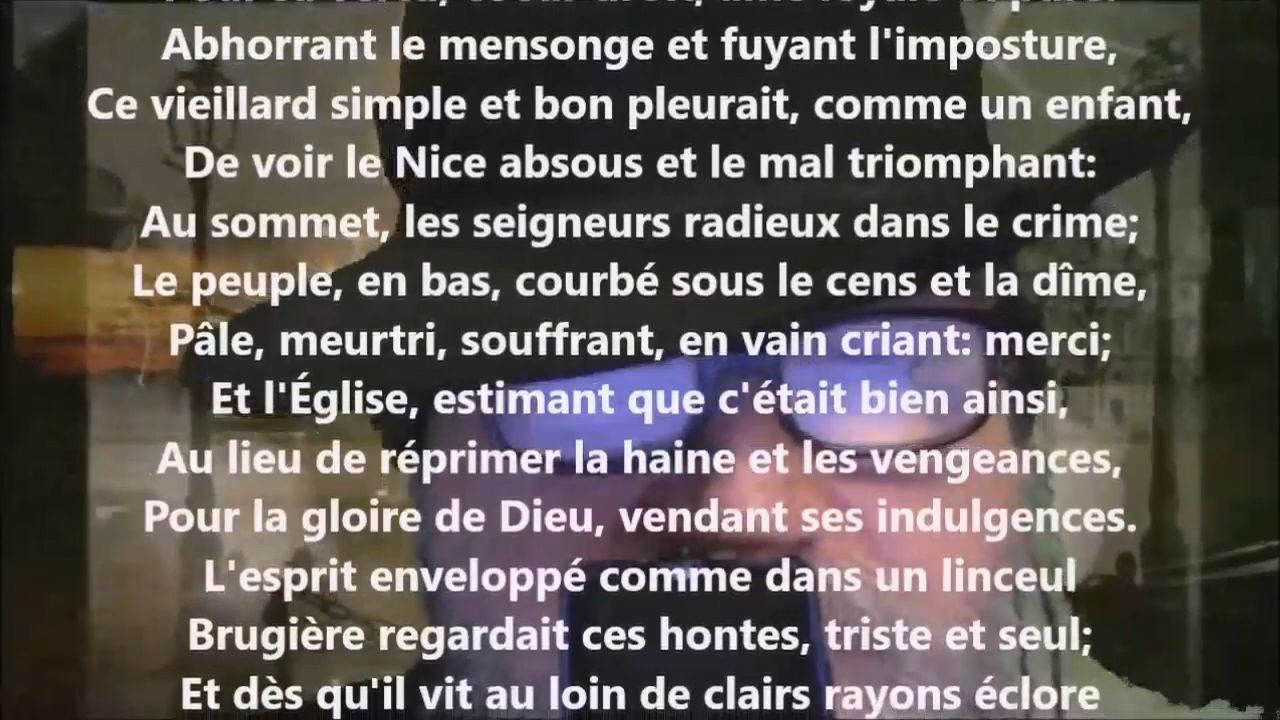 Abhorrant le mensonge et fuyant l'imposture,
Ce vieillard simple et bon pleurait, comme un enfant,
De voir le Nice absous et le mal triomphant:
Au sommet, les seigneurs radieux dans le crime;
Le peuple, en bas, courbé sous le cens et la dîme,
Pâle, meurtri, souffrant, en vain criant: merci;
Et l'Église, estimant que c'était bien ainsi,
Au lieu de réprimer la haine et les vengeances,
Pour la gloire de Dieu, vendant ses indulgences.
L'esprit enveloppé comme dans un linceul
Brugière regardait ces hontes, triste et seul;
Et dès qu'il vit au loin de clairs rayons éclore